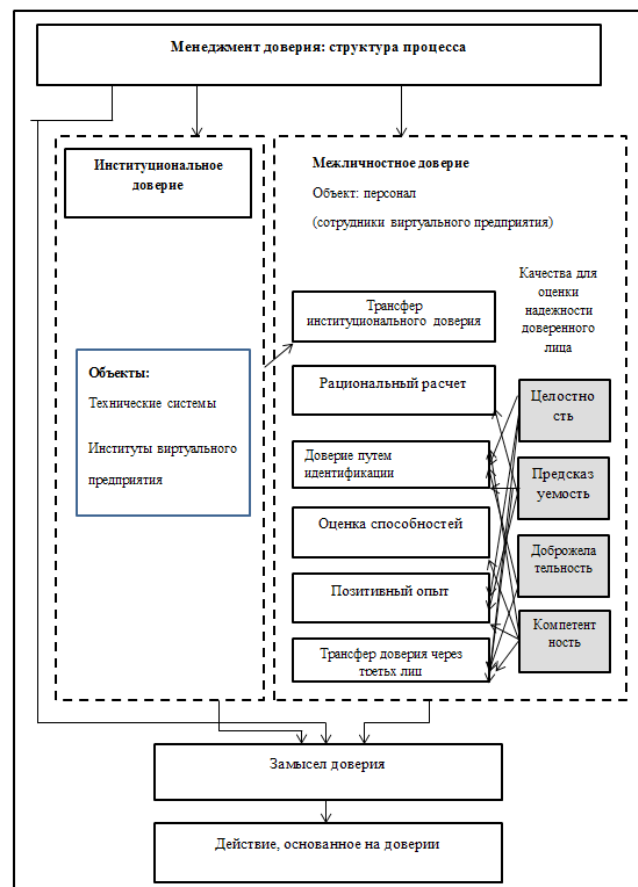 Менеджмент доверия: структура процесса
Институциональное
доверие
Объекты:
Технические системы
Институты виртуального
предприятия
Межличностное доверие
Объект: персонал
(сотрудники виртуального предприятия)
Качества для
оценки
надежности
доверенного
лица
Трансфер
институционального доверия
Рациональный расчет
Доверие путем
идентификации
Оценка способностей
Позитивный опыт
Трансфер доверия через
третьих лиц
Целостно
сть
Предсказ
уемость
Доброжела
тельность
Компетент
ность
Замысел доверия
Действие, основанное на доверии